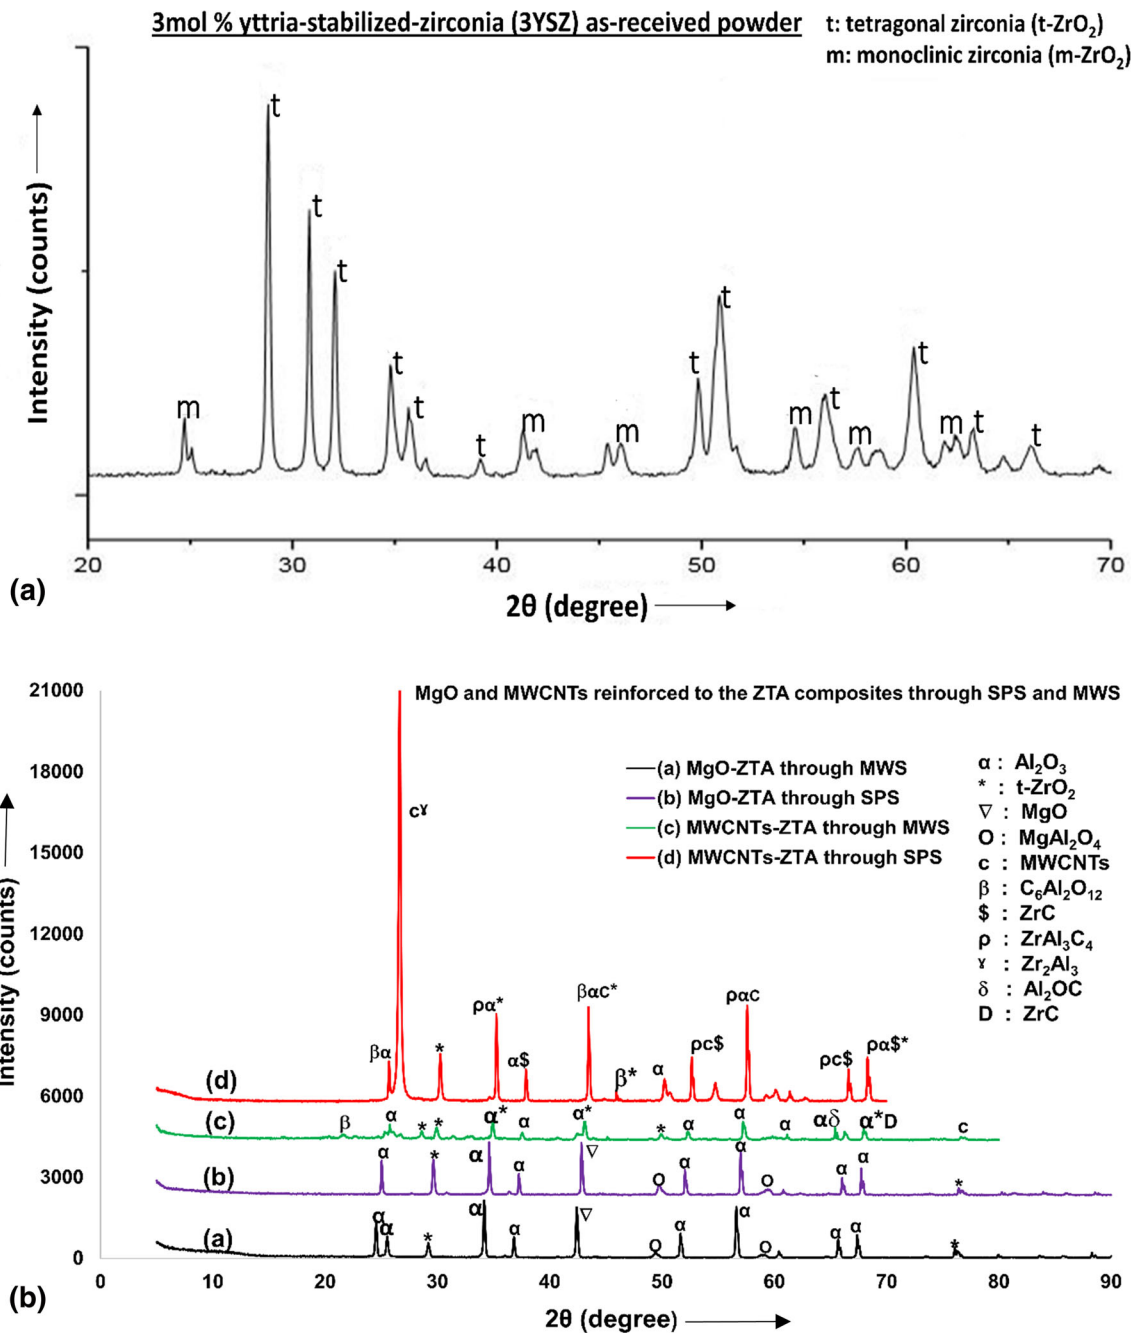 3mol % yttria-stabilized-zirconia (3YSZ) as-received powder
t: tetragonal zirconia (t-ZrO₂)
m: monoclinic zirconia (m-ZrO₂)
Intensity (counts)
t
t
t
m
t
t
t
m
m
t
t
m
t
m
t
m
t
t
20 30 40 50 60 70
2θ (degree)
(a)
MgO and MWCNTs reinforced to the ZTA composites through SPS and MWS
21000
18000
15000
12000
9000
6000
3000
0
Intensity (counts)
(a) MgO-ZTA through MWS
(b) MgO-ZTA through SPS
(c) MWCNTs-ZTA through MWS
(d) MWCNTs-ZTA through SPS
α : Al₂O₃
* : t-ZrO₂
▽ : MgO
O : MgAl₂O₄
c : MWCNTs
β : C₆Al₂O₁₂
$ : ZrC
ρ : ZrAl₃C₄
ɤ : Zr₂Al₃
δ : Al₂OC
D : ZrC
cɤ
(d) βα * ρα* α$ βαc* β* α ρc$ ραc ρc$ ρα$*
(c) β α * * α* α α* * α α α αδ α*D c
(b) α * α α ▽ O α α O α α *
(a) α α * α α ▽ O α α O α α *
0 10 20 30 40 50 60 70 80 90
2θ (degree)
(b)